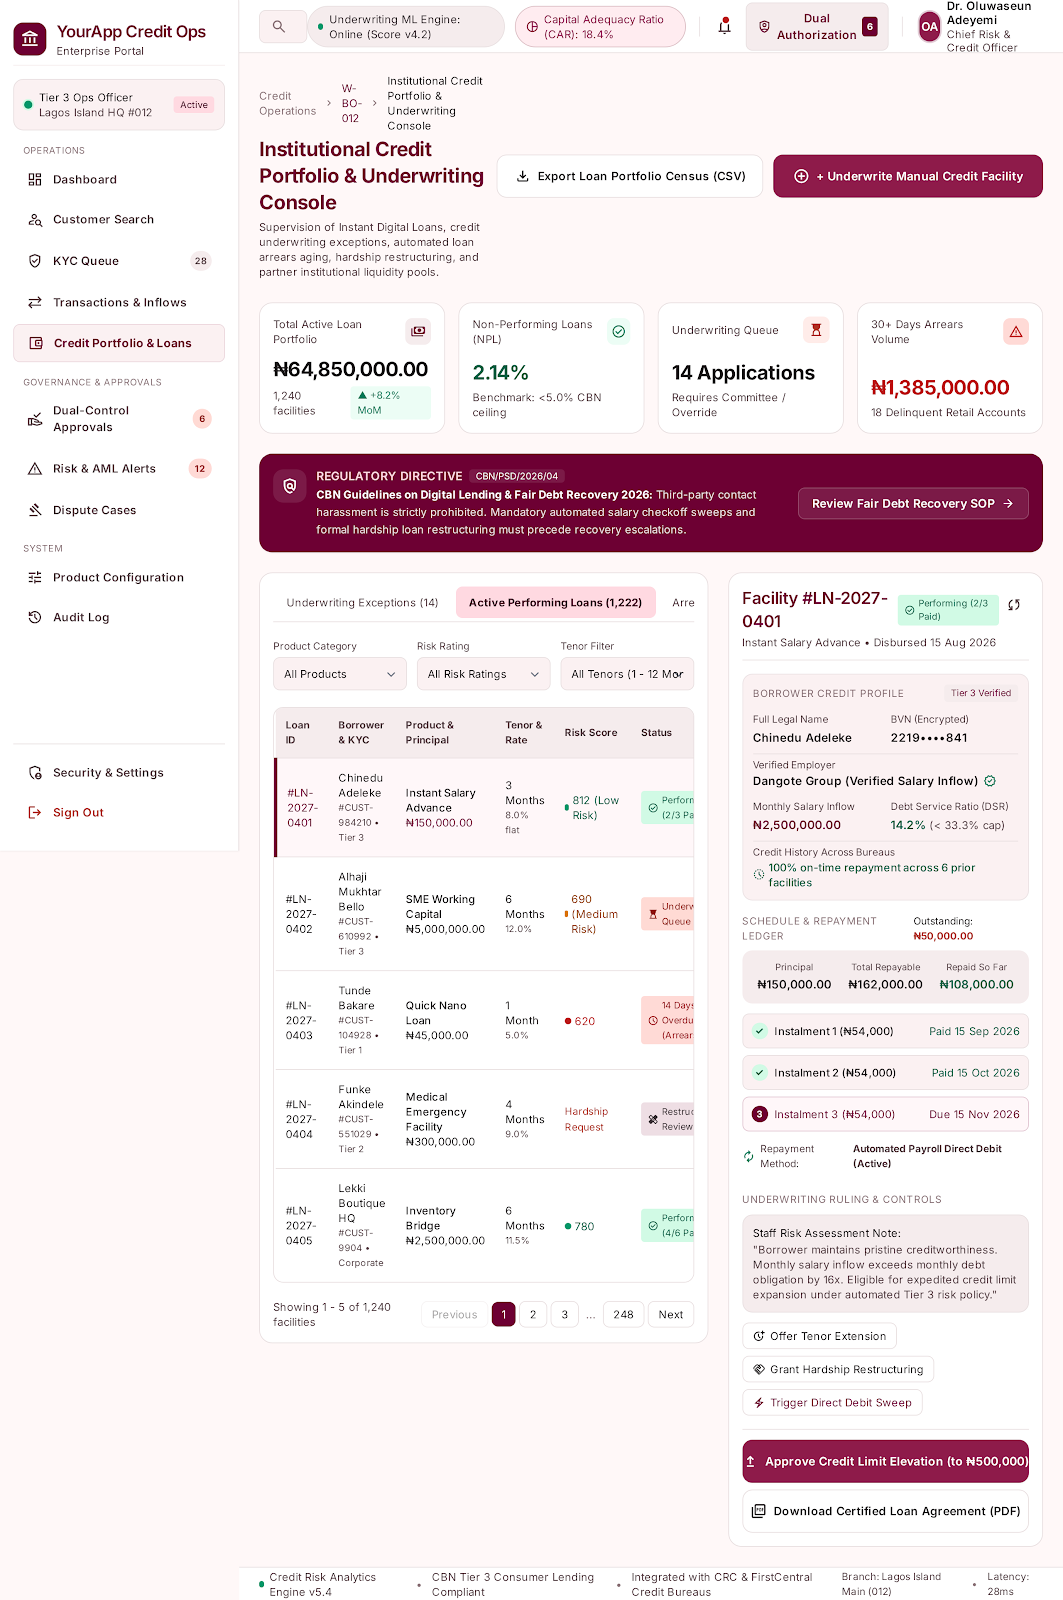 YourApp Credit Ops
Enterprise Portal
Tier 3 Ops Officer
Lagos Island HQ #012
Active
OPERATIONS
Dashboard
Customer Search
KYC Queue
28
Transactions & Inflows
Credit Portfolio & Loans
GOVERNANCE & APPROVALS
Dual-Control
Approvals
6
Risk & AML Alerts
12
Dispute Cases
SYSTEM
Product Configuration
Audit Log
Security & Settings
Sign Out
Underwriting ML Engine:
Online (Score v4.2)
Capital Adequacy Ratio
(CAR): 18.4%
Dual
Authorization
6
OA
Dr. Oluwaseun
Adeyemi
Chief Risk &
Credit Officer
Credit
Operations
W-
BO-
012
Institutional Credit
Portfolio &
Underwriting
Console
Institutional Credit
Portfolio & Underwriting
Console
Supervision of Instant Digital Loans, credit
underwriting exceptions, automated loan
arrears aging, hardship restructuring, and
partner institutional liquidity pools.
Export Loan Portfolio Census (CSV)
+ Underwrite Manual Credit Facility
Total Active Loan
Portfolio
₦64,850,000.00
1,240
facilities
▲ +8.2%
MoM
Non-Performing Loans
(NPL)
2.14%
Benchmark: <5.0% CBN
ceiling
Underwriting Queue
14 Applications
Requires Committee /
Override
30+ Days Arrears
Volume
₦1,385,000.00
18 Delinquent Retail Accounts
REGULATORY DIRECTIVE
CBN/PSD/2026/04
CBN Guidelines on Digital Lending & Fair Debt Recovery 2026: Third-party contact
harassment is strictly prohibited. Mandatory automated salary checkoff sweeps and
formal hardship loan restructuring must precede recovery escalations.
Review Fair Debt Recovery SOP →
Underwriting Exceptions (14)
Active Performing Loans (1,222)
Arre
Product Category
All Products
Risk Rating
All Risk Ratings
Tenor Filter
All Tenors (1 - 12 Mor
Loan
ID
Borrower
& KYC
Product &
Principal
Tenor &
Rate
Risk Score
Status
#LN-
2027-
0401
Chinedu
Adeleke
#CUST-
984210 •
Tier 3
Instant Salary
Advance
₦150,000.00
3
Months
8.0%
flat
812 (Low
Risk)
Perform
(2/3 Pa
#LN-
2027-
0402
Alhaji
Mukhtar
Bello
#CUST-
610992 •
Tier 3
SME Working
Capital
₦5,000,000.00
6
Months
12.0%
690
(Medium
Risk)
Underw
Queue
#LN-
2027-
0403
Tunde
Bakare
#CUST-
104928 •
Tier 1
Quick Nano
Loan
₦45,000.00
1
Month
5.0%
620
14 Days
Overdu
(Arrear
#LN-
2027-
0404
Funke
Akindele
#CUST-
551029 •
Tier 2
Medical
Emergency
Facility
₦300,000.00
4
Months
9.0%
Hardship
Request
Restruc
Review
#LN-
2027-
0405
Lekki
Boutique
HQ
#CUST-
9904 •
Corporate
Inventory
Bridge
₦2,500,000.00
6
Months
11.5%
780
Perform
(4/6 Pa
Showing 1 - 5 of 1,240
facilities
Previous
1
2
3
...
248
Next
Facility #LN-2027-
0401
Performing (2/3
Paid)
Instant Salary Advance • Disbursed 15 Aug 2026
BORROWER CREDIT PROFILE
Tier 3 Verified
Full Legal Name
Chinedu Adeleke
BVN (Encrypted)
2219••••841
Verified Employer
Dangote Group (Verified Salary Inflow)
Monthly Salary Inflow
₦2,500,000.00
Debt Service Ratio (DSR)
14.2% (< 33.3% cap)
Credit History Across Bureaus
100% on-time repayment across 6 prior
facilities
SCHEDULE & REPAYMENT
LEDGER
Outstanding:
₦50,000.00
Principal
₦150,000.00
Total Repayable
₦162,000.00
Repaid So Far
₦108,000.00
Instalment 1 (₦54,000)
Paid 15 Sep 2026
Instalment 2 (₦54,000)
Paid 15 Oct 2026
3
Instalment 3 (₦54,000)
Due 15 Nov 2026
Repayment
Method:
Automated Payroll Direct Debit
(Active)
UNDERWRITING RULING & CONTROLS
Staff Risk Assessment Note:
"Borrower maintains pristine creditworthiness.
Monthly salary inflow exceeds monthly debt
obligation by 16x. Eligible for expedited credit limit
expansion under automated Tier 3 risk policy."
Offer Tenor Extension
Grant Hardship Restructuring
Trigger Direct Debit Sweep
Approve Credit Limit Elevation (to ₦500,000)
Download Certified Loan Agreement (PDF)
Credit Risk Analytics
Engine v5.4
•
CBN Tier 3 Consumer Lending
Compliant
•
Integrated with CRC & FirstCentral
Credit Bureaus
Branch: Lagos Island
Main (012)
•
Latency:
28ms